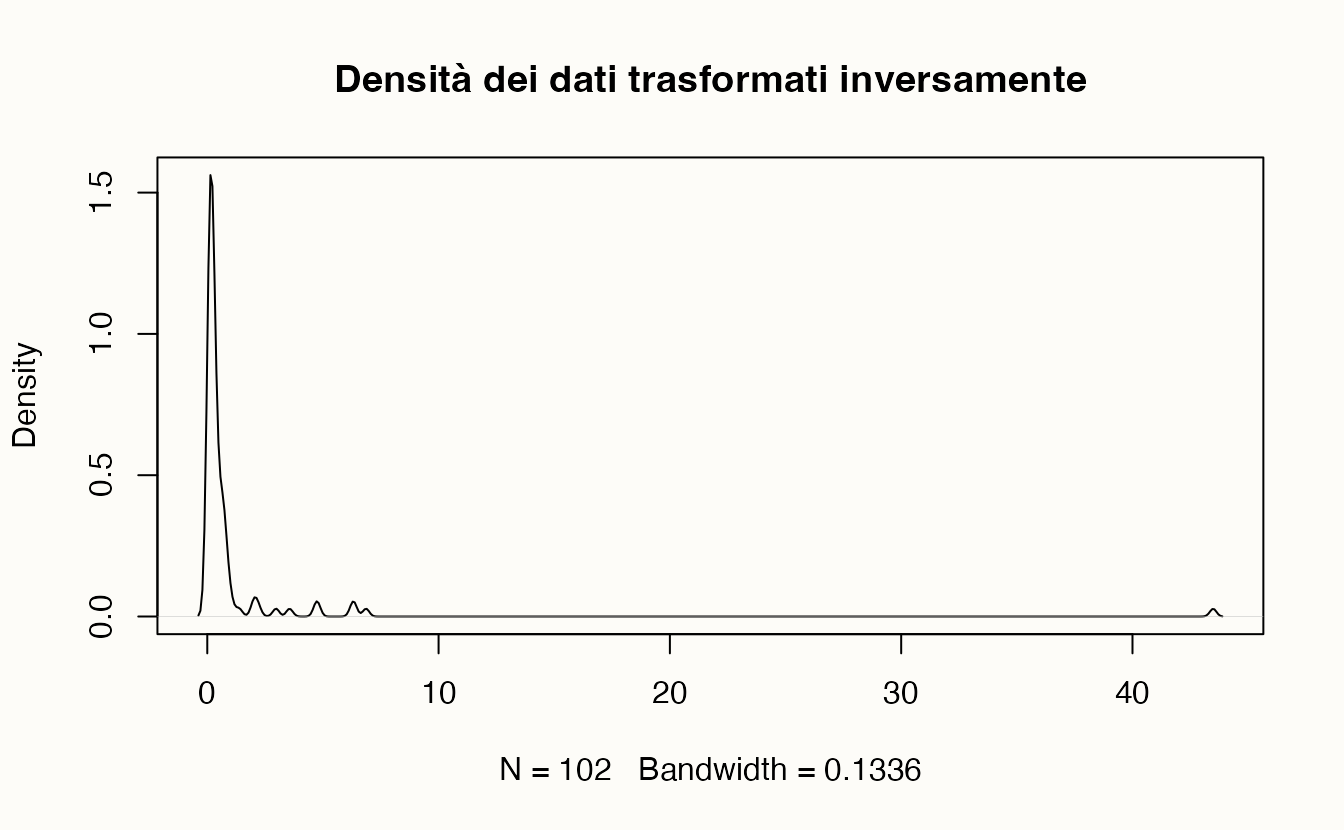 Densità dei dati trasformati inversamente
Density
1.5
1.0
0.5
0.0
0 10 20 30 40
N = 102 Bandwidth = 0.1336